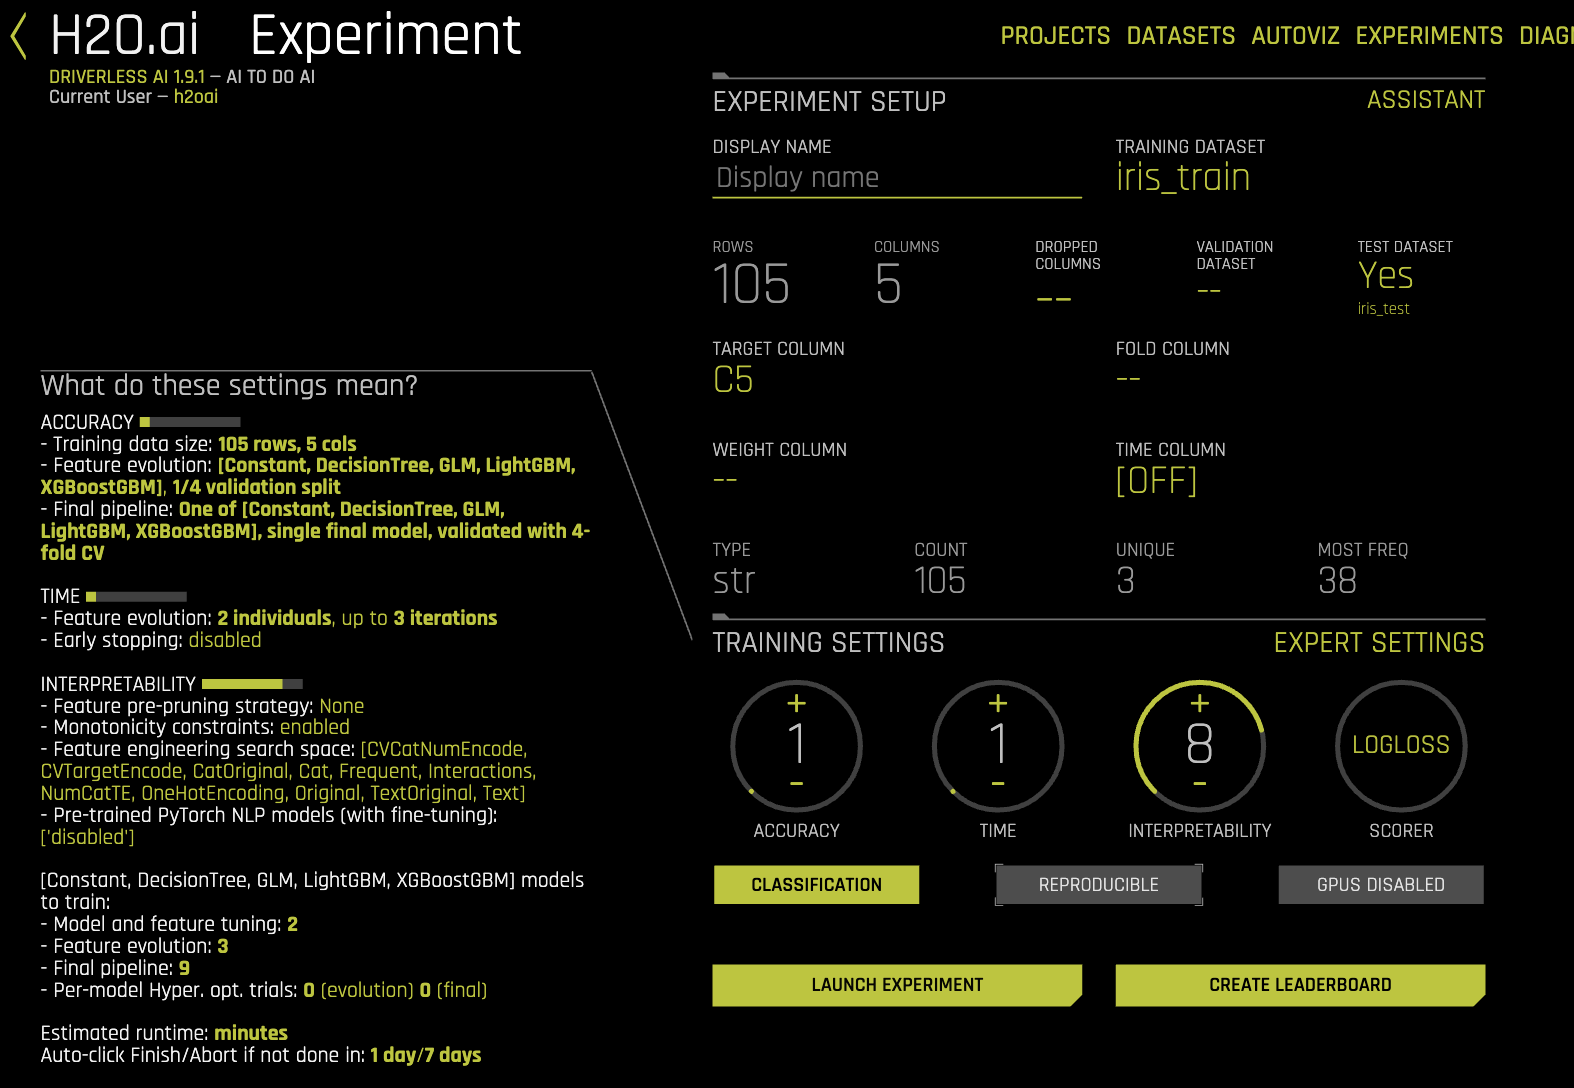 H2O.ai Experiment
DRIVERLESS AI 1.9.1 – AI TO DO AI
Current User – h2oai
PROJECTS DATASETS AUTOVIZ EXPERIMENTS DIAG
EXPERIMENT SETUP
ASSISTANT
DISPLAY NAME
Display name
TRAINING DATASET
iris_train
ROWS
105
COLUMNS
5
DROPPED
COLUMNS
--
VALIDATION
DATASET
--
TEST DATASET
Yes
iris_test
TARGET COLUMN
C5
FOLD COLUMN
--
WEIGHT COLUMN
--
TIME COLUMN
[OFF]
TYPE
str
COUNT
105
UNIQUE
3
MOST FREQ
38
What do these settings mean?
ACCURACY
- Training data size: 105 rows, 5 cols
- Feature evolution: [Constant, DecisionTree, GLM, LightGBM,
XGBoostGBM], 1/4 validation split
- Final pipeline: One of [Constant, DecisionTree, GLM,
LightGBM, XGBoostGBM], single final model, validated with 4-
fold CV
TIME
- Feature evolution: 2 individuals, up to 3 iterations
- Early stopping: disabled
INTERPRETABILITY
- Feature pre-pruning strategy: None
- Monotonicity constraints: enabled
- Feature engineering search space: [CVCatNumEncode,
CVTargetEncode, CatOriginal, Cat, Frequent, Interactions,
NumCatTE, OneHotEncoding, Original, TextOriginal, Text]
- Pre-trained PyTorch NLP models (with fine-tuning):
['disabled']
[Constant, DecisionTree, GLM, LightGBM, XGBoostGBM] models
to train:
- Model and feature tuning: 2
- Feature evolution: 3
- Final pipeline: 9
- Per-model Hyper. opt. trials: 0 (evolution) 0 (final)
Estimated runtime: minutes
Auto-click Finish/Abort if not done in: 1 day/7 days
TRAINING SETTINGS
EXPERT SETTINGS
+
1
-
ACCURACY
+
1
-
TIME
+
8
-
INTERPRETABILITY
LOGLOSS
SCORER
CLASSIFICATION
REPRODUCIBLE
GPUS DISABLED
LAUNCH EXPERIMENT
CREATE LEADERBOARD